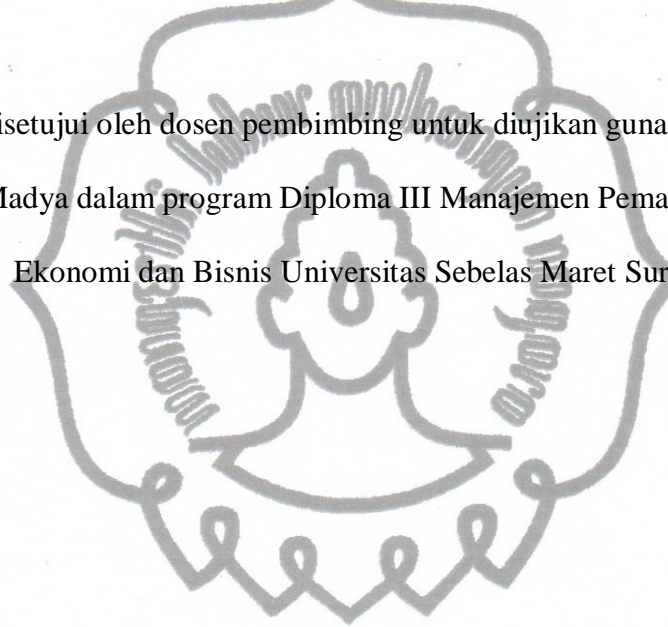 isetujui oleh dosen pembimbing untuk diujikan guna
Madya dalam program Diploma III Manajemen Pema
Ekonomi dan Bisnis Universitas Sebelas Maret Sur